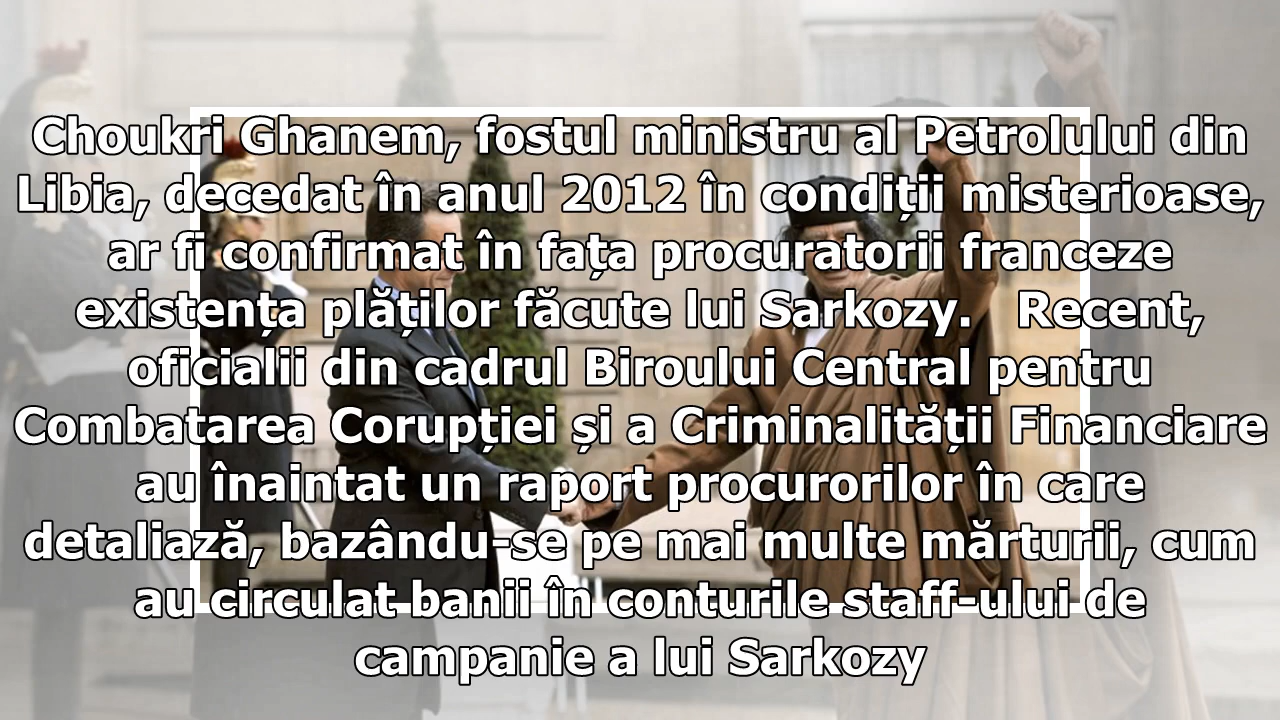 Choukri Ghanem, fostul ministru al Petrolului din
Libia, decedat în anul 2012 în condiții misterioase,
ar fi confirmat în fața procuratorii franceze
existența plăților făcute lui Sarkozy.   Recent,
oficialii din cadrul Biroului Central pentru
Combatarea Corupției și a Criminalității Financiare
au înaintat un raport procurorilor în care
detaliază, bazându-se pe mai multe mărturii, cum
au circulat banii în conturile staff-ului de
campanie a lui Sarkozy